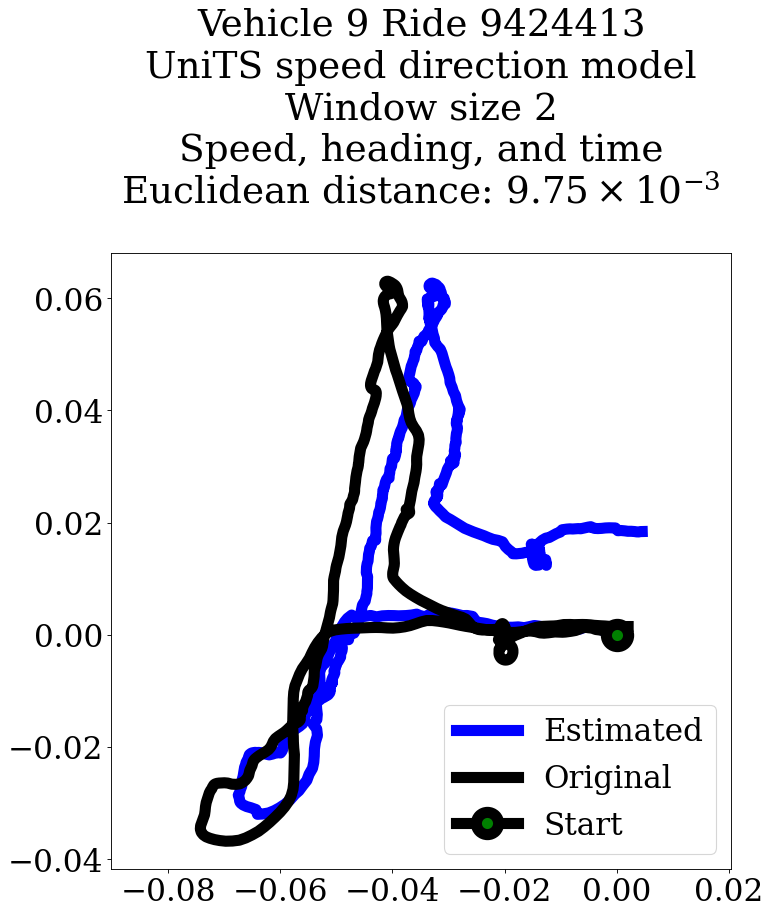 Vehicle 9 Ride 9424413
UniTS speed direction model
Window size 2
Speed, heading, and time
Euclidean distance: 9.75 × 10⁻³
0.06
0.04
0.02
0.00
−0.02
−0.04
Estimated
Original
Start
−0.08 −0.06 −0.04 −0.02 0.00 0.02